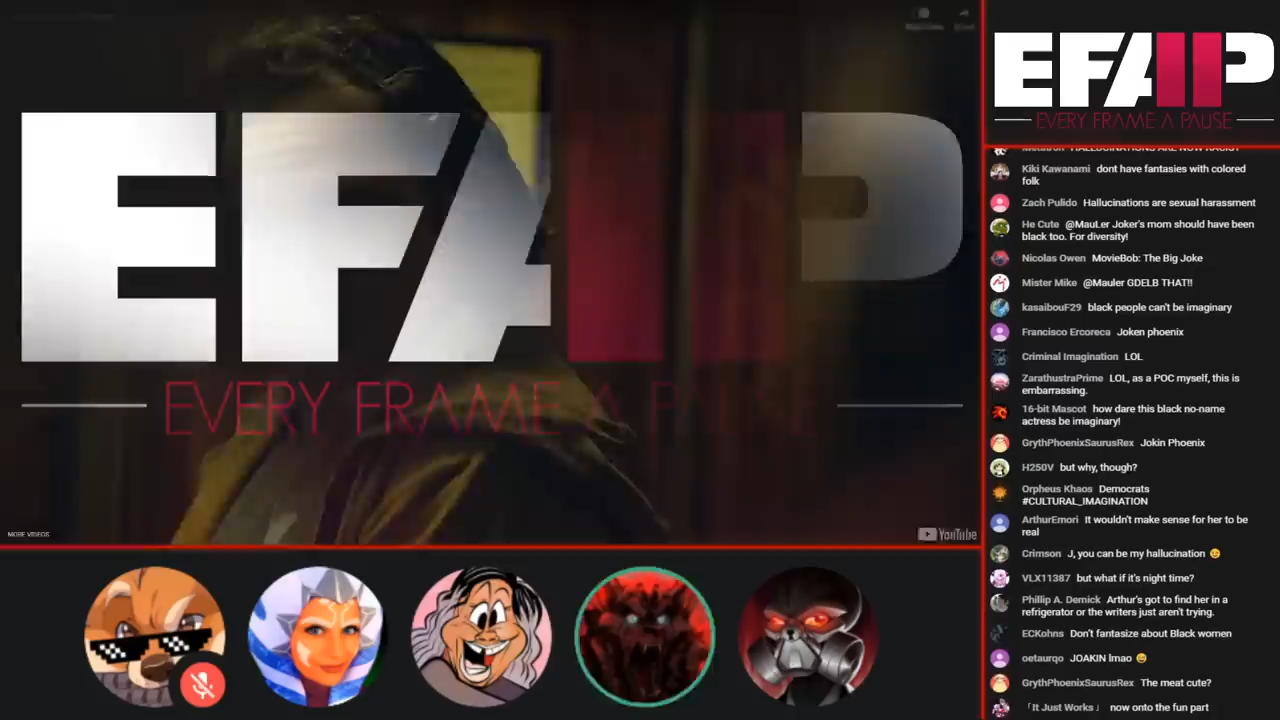 EFAP
EVERY FRAME A PAUSE
MORE VIDEOS
YouTube
EFAP
EVERY FRAME A PAUSE
HALLUCINATIONS ARE NOW RACIST
Kiki Kawanami dont have fantasies with colored
folk
Zach Pulido Hallucinations are sexual harassment
He Cute @MauLer Joker's mom should have been
black too. For diversity!
Nicolas Owen MovieBob: The Big Joke
Mister Mike @Mauler GDELB THAT!!
kasaibouF29 black people can't be imaginary
Francisco Ercoreca Joken phoenix
Criminal Imagination LOL
ZarathustraPrime LOL, as a POC myself, this is
embarrassing.
16-bit Mascot how dare this black no-name
actress be imaginary!
GrythPhoenixSaurusRex Jokin Phoenix
H250V but why, though?
Orpheus Khaos Democrats
#CULTURAL_IMAGINATION
ArthurEmori It wouldn't make sense for her to be
real
Crimson J, you can be my hallucination 😉
VLX11387 but what if it's night time?
Phillip A. Demick Arthur's got to find her in a
refrigerator or the writers just aren't trying.
ECKohns Don't fantasize about Black women
oetaurqo JOAKIN lmao 😅
GrythPhoenixSaurusRex The meat cute?
「It Just Works」 now onto the fun part